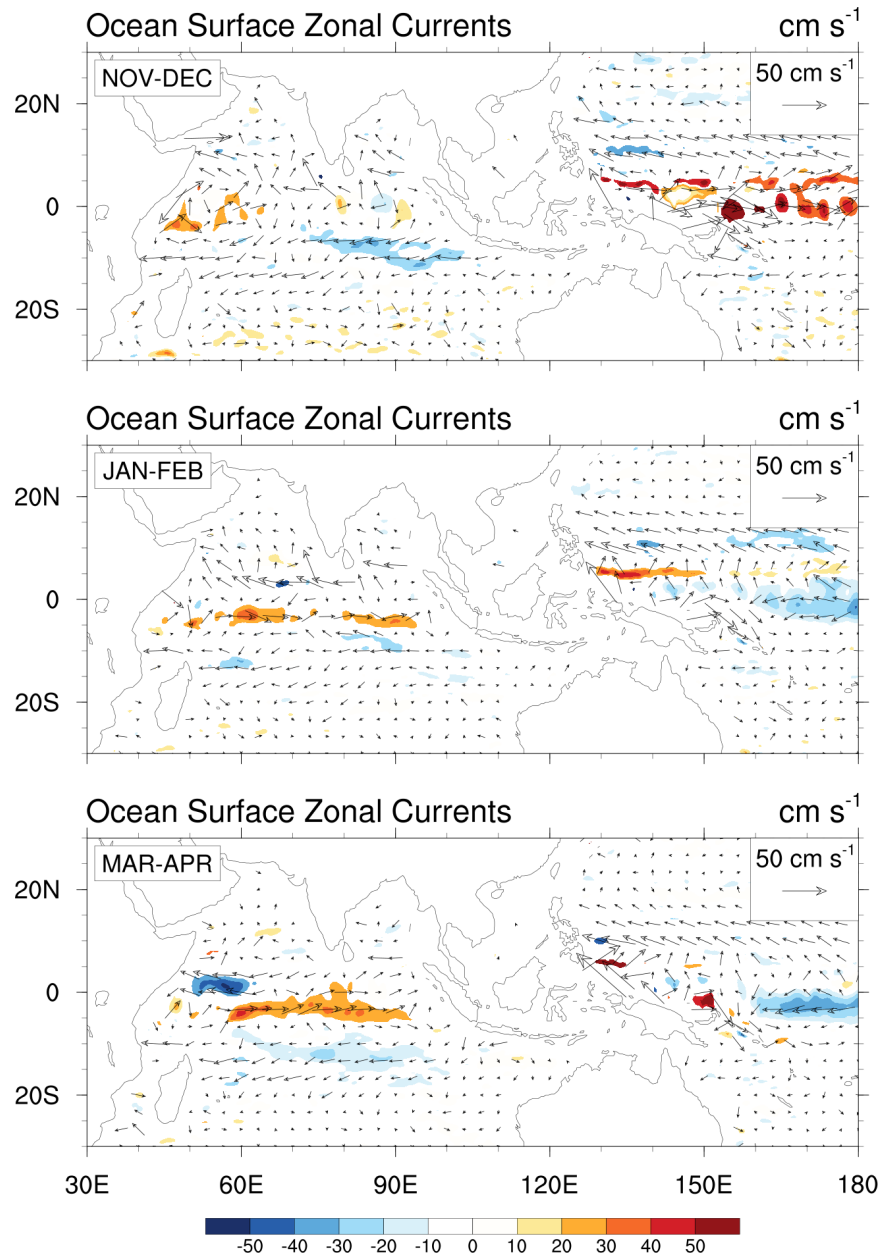 Ocean Surface Zonal Currents cm s⁻¹
NOV-DEC
50 cm s⁻¹
20N
0
20S
Ocean Surface Zonal Currents cm s⁻¹
JAN-FEB
50 cm s⁻¹
20N
0
20S
Ocean Surface Zonal Currents cm s⁻¹
MAR-APR
50 cm s⁻¹
20N
0
20S
30E 60E 90E 120E 150E 180
-50 -40 -30 -20 -10 0 10 20 30 40 50